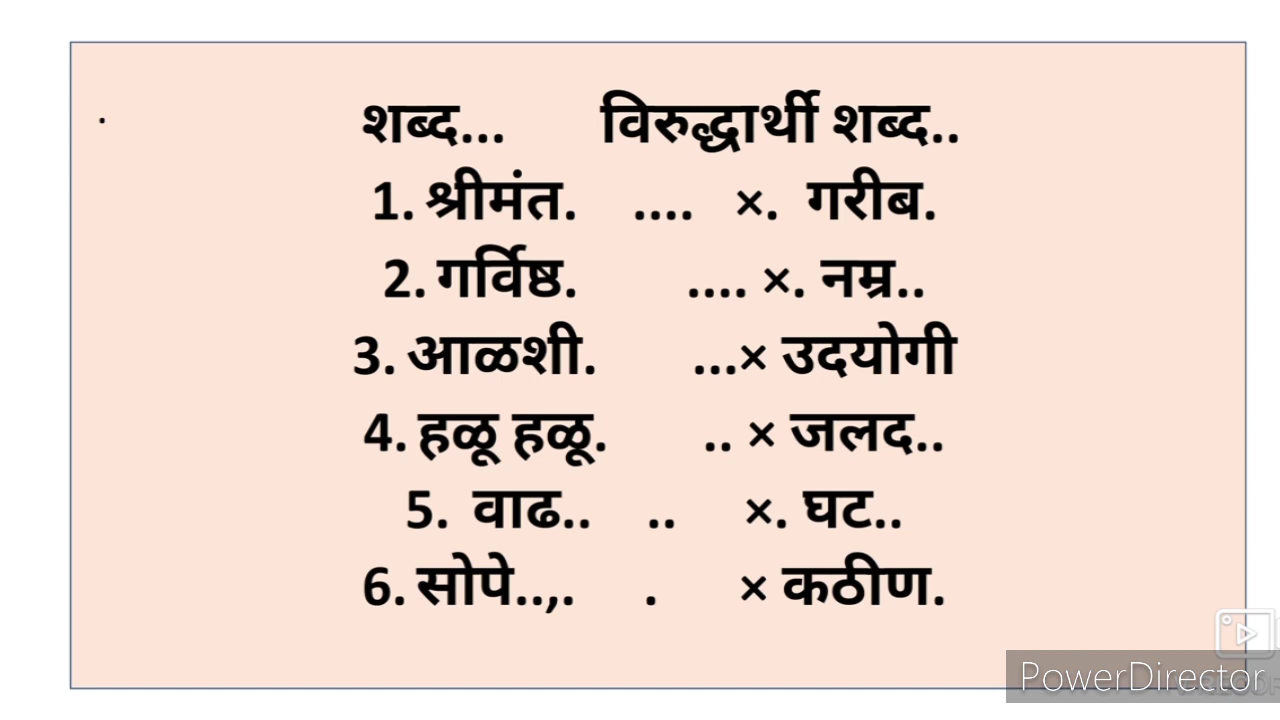 .
शब्द... विरुद्धार्थी शब्द..
1. श्रीमंत. .... ×. गरीब.
2. गर्विष्ठ. .... ×. नम्र..
3. आळशी. ...× उदयोगी
4. हळू हळू. .. × जलद..
5. वाढ.. .. ×. घट..
6. सोपे..,. . × कठीण.
PowerDirector